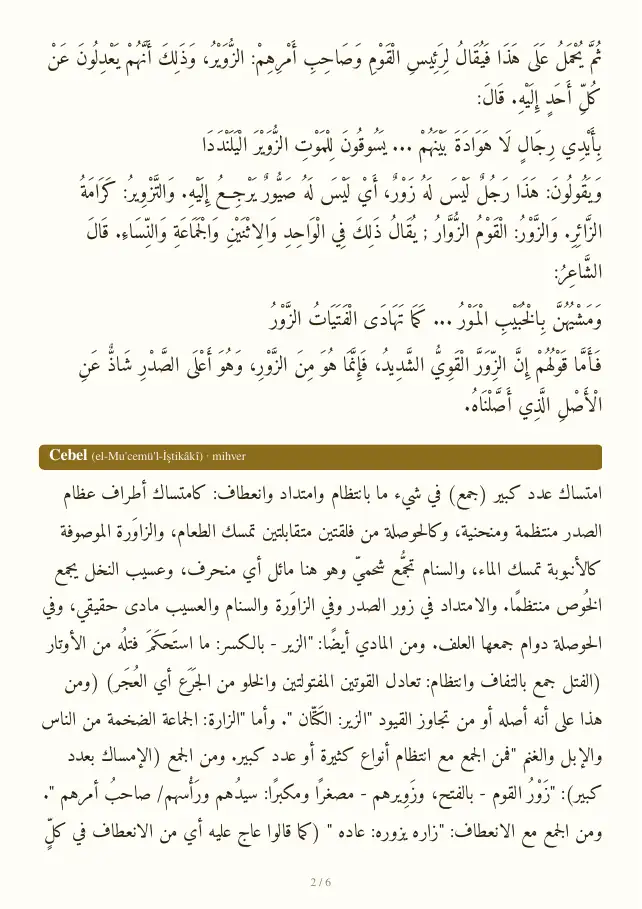 ثُمَّ يُحْمَلُ عَلَى هَذَا فَيُقَالُ لِرَئِيسِ الْقَوْمِ وَصَاحِبِ أَمْرِهِمْ: الزُّوَيْرُ، وَذَلِكَ أَنَّهُمْ يَعْدِلُونَ عَنْ
كُلِّ أَحَدٍ إِلَيْهِ. قَالَ:
بِأَيْدِي رِجَالٍ لَا هَوَادَةَ بَيْنَهُمْ ... يَسُوقُونَ لِلْمَوْتِ الزُّوَيْرَ الْيَلَنْدَدَا
وَيَقُولُونَ: هَذَا رَجُلٌ لَيْسَ لَهُ زَوْرٌ، أَيْ لَيْسَ لَهُ صَيُّورٌ يَرْجِعُ إِلَيْهِ. وَالتَّزْوِيرُ: كَرَامَةُ
الزَّائِرِ. وَالزَّوْرُ: الْقَوْمُ الزُّوَّارُ ; يُقَالُ ذَلِكَ فِي الْوَاحِدِ وَالِاثْنَيْنِ وَالْجَمَاعَةِ وَالنِّسَاءِ. قَالَ
الشَّاعِرُ:
وَمَشْيُهُنَّ بِالْخُبَيْبِ الْمَوْرُ ... كَمَا تَهَادَى الْفَتَيَاتُ الزَّوْرُ
فَأَمَّا قَوْلُهُمْ إِنَّ الزِّوَرَّ الْقَوِيُّ الشَّدِيدُ، فَإِنَّمَا هُوَ مِنَ الزَّوْرِ، وَهُوَ أَعْلَى الصَّدْرِ شَاذٌّ عَنِ
الْأَصْلِ الَّذِي أَصَّلْنَاهُ.
Cebel (el-Mu'cemü'l-İştikâkî) · mihver
امتساك عدد كبير (جمع) في شيء ما بانتظام وامتداد وانعطاف: كامتساك أطراف عظام
الصدر منتظمة ومنحنية، وكالحوصلة من فلقتين متقابلتين تمسك الطعام، والزاوَرة الموصوفة
كالأنبوبة تمسك الماء، والسنام تَجَمُّع شحميّ وهو هنا مائل أي منحرف، وعسيب النخل يجمع
الخُوص منتظمًا. والامتداد في زور الصدر وفي الزاوَرة والسنام والعسيب مادى حقيقي، وفي
الحوصلة دوام جمعها العلف. ومن المادي أيضًا: "الزير - بالكسر: ما استَحكَمَ فتلُه من الأوتار
(الفتل جمع بالتفاف وانتظام: تعادل القوتين المفتولتين والخلو من الجَرَع أي العُجَر) (ومن
هذا على أنه أصله أو من تجاوز القيود "الزير: الكَتّان ". وأما "الزارة: الجماعة الضخمة من الناس
والإبل والغنم "فمن الجمع مع انتظام أنواع كثيرة أو عدد كبير. ومن الجمع (الإمساك بعدد
كبير): "زَوْرُ القوم - بالفتح، وزَوِيرهم - مصغرًا ومكبرًا: سيدُهم ورَأْسهم/ صاحبُ أمرهم ".
ومن الجمع مع الانعطاف: "زاره يزوره: عاده " (كما قالوا عاج عليه أي من الانعطاف في كلٍّ
2 / 6